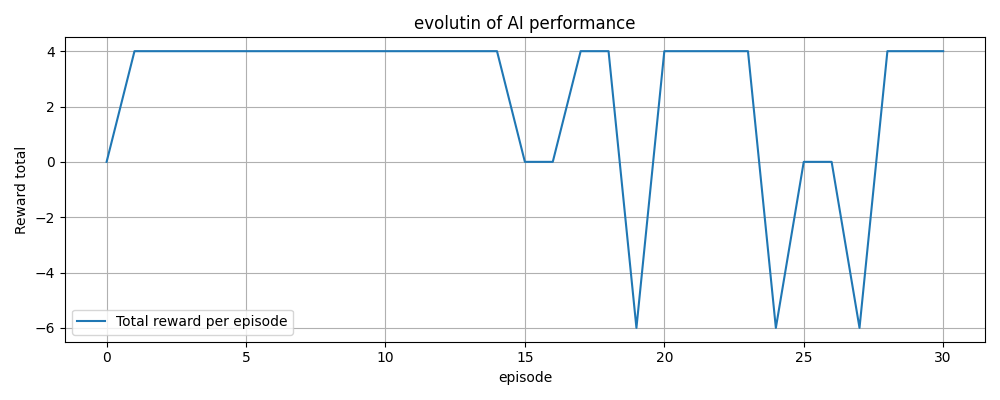 evolutin of AI performance
4
2
0
−2
−4
−6
Reward total
Total reward per episode
0 5 10 15 20 25 30
episode